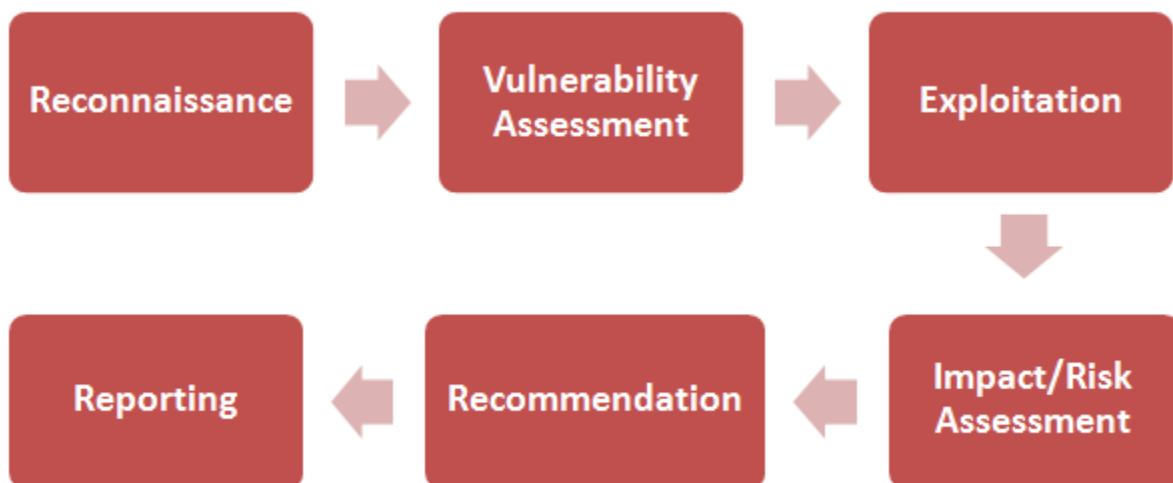 Reconnaissance
Vulnerability
Assessment
Exploitation
Impact/Risk
Assessment
Recommendation
Reporting